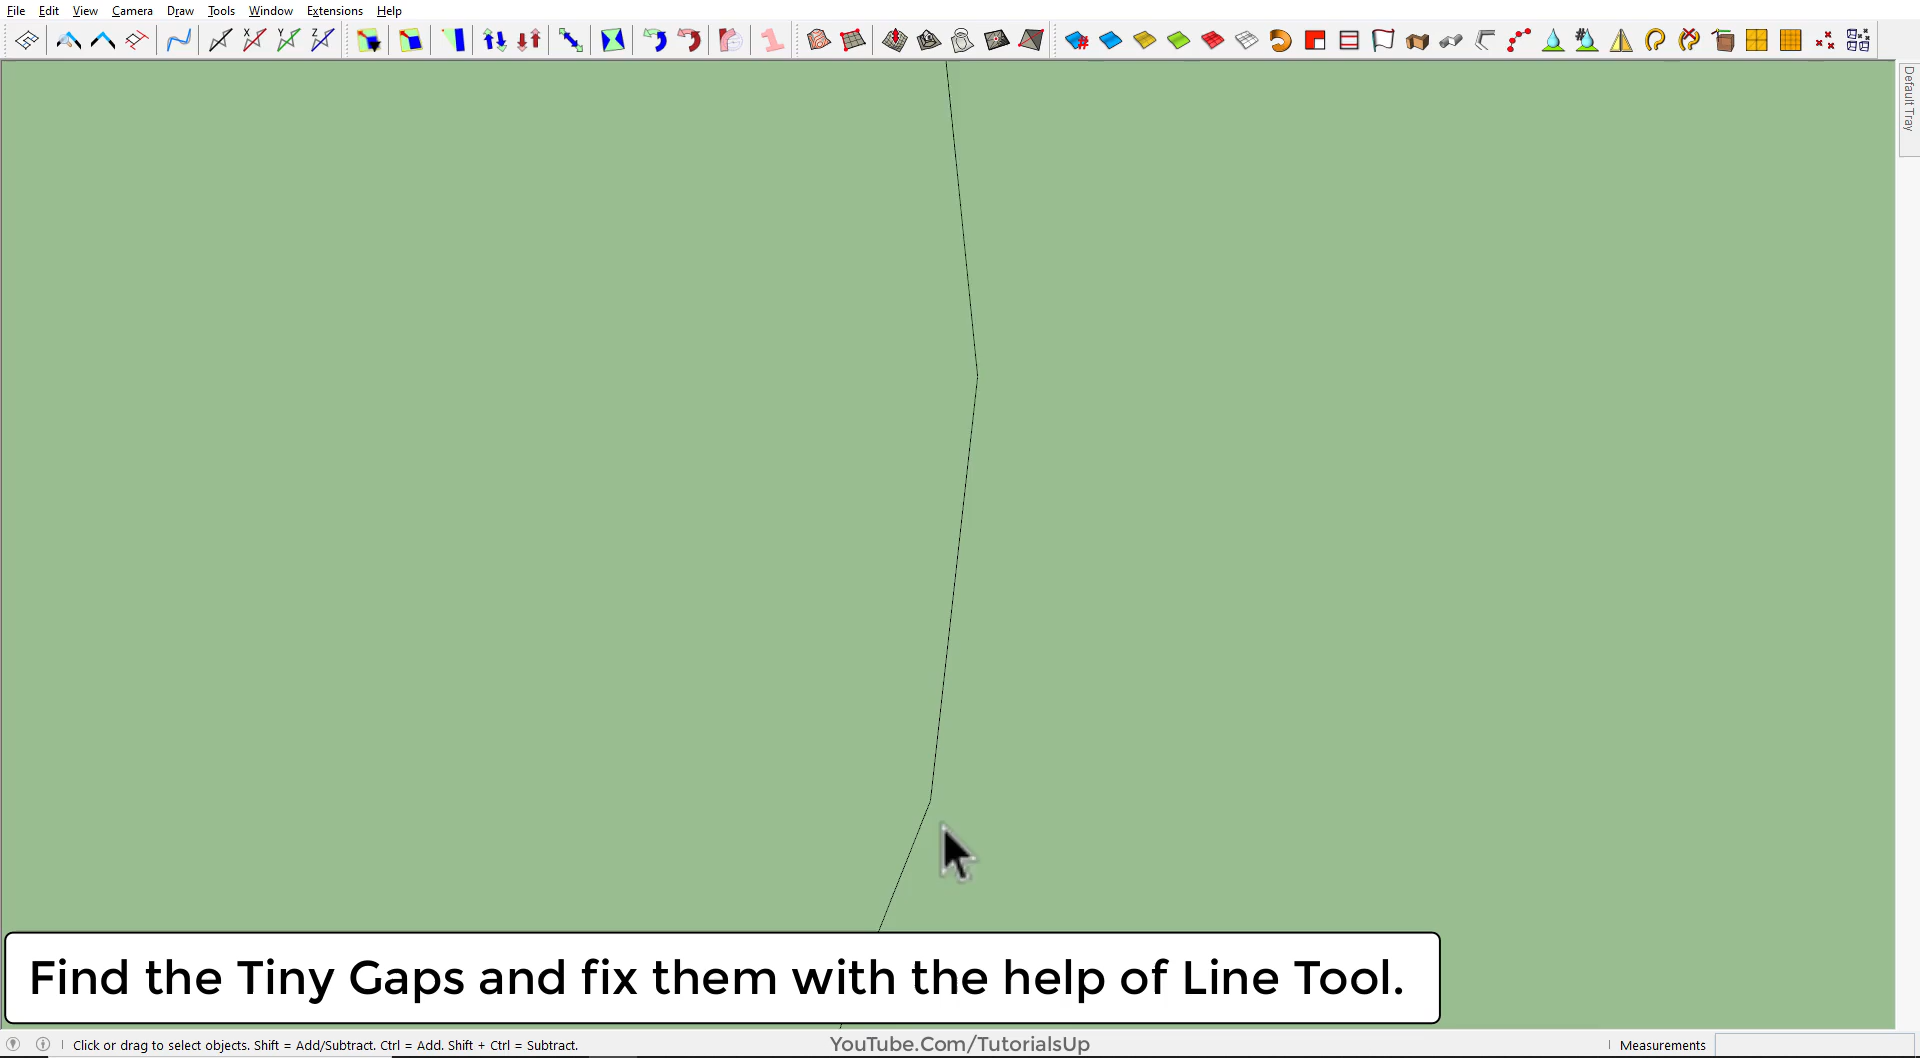 File Edit View Camera Draw Tools Window Extensions Help
Default Tray
Find the Tiny Gaps and fix them with the help of Line Tool.
Click or drag to select objects. Shift = Add/Subtract. Ctrl = Add. Shift + Ctrl = Subtract.
YouTube.Com/TutorialsUp
Measurements